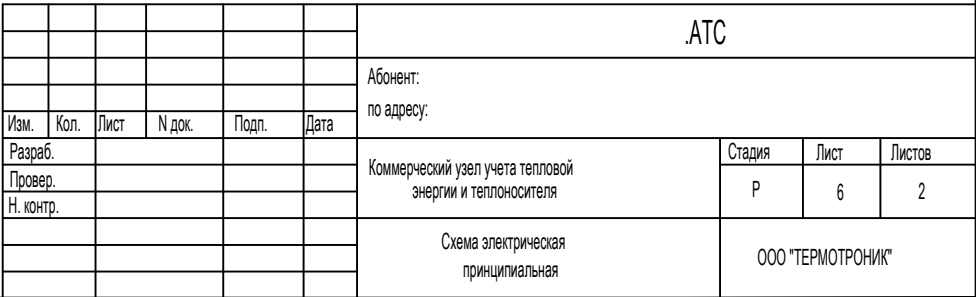 .АТС
Абонент:
по адресу:
Изм. Кол. Лист N док. Подп. Дата
Разраб.
Провер.
Н. контр.
Коммерческий узел учета тепловой
энергии и теплоносителя
Стадия Лист Листов
Р 6 2
Схема электрическая
принципиальная
ООО "ТЕРМОТРОНИК"